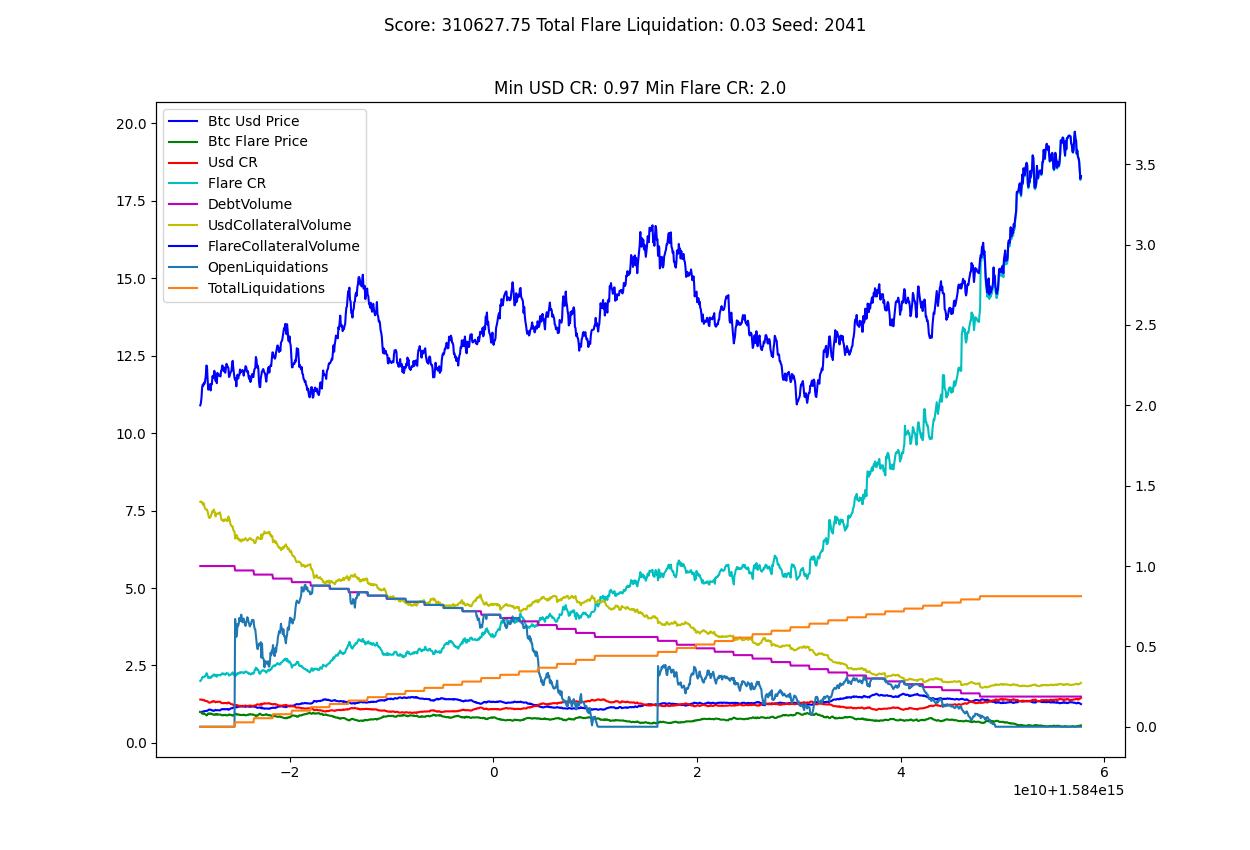 Score: 310627.75 Total Flare Liquidation: 0.03 Seed: 2041
Min USD CR: 0.97 Min Flare CR: 2.0
Btc Usd Price
Btc Flare Price
Usd CR
Flare CR
DebtVolume
UsdCollateralVolume
FlareCollateralVolume
OpenLiquidations
TotalLiquidations
20.0
17.5
15.0
12.5
10.0
7.5
5.0
2.5
0.0
3.5
3.0
2.5
2.0
1.5
1.0
0.5
0.0
−2 0 2 4 6
1e10+1.584e15